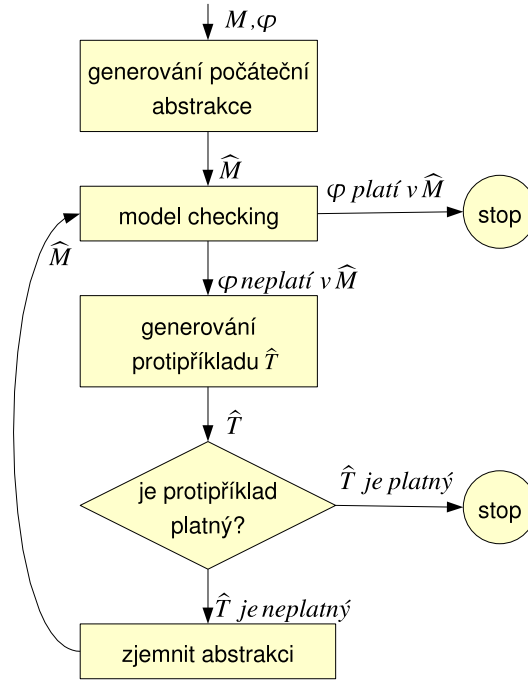 M,φ
generování počáteční
abstrakce
M̂
φ platí v M̂
model checking
stop
M̂
φ neplatí v M̂
generování
protipříkladu T̂
T̂
je protipříklad
platný?
T̂ je platný
stop
T̂ je neplatný
zjemnit abstrakci